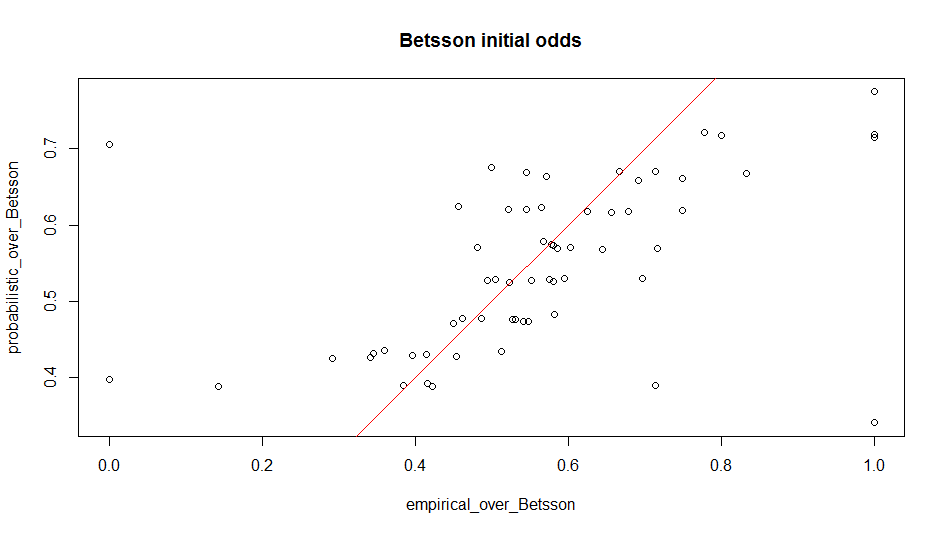 Betsson initial odds
probabilistic_over_Betsson
0.7
0.6
0.5
0.4
0.0 0.2 0.4 0.6 0.8 1.0
empirical_over_Betsson